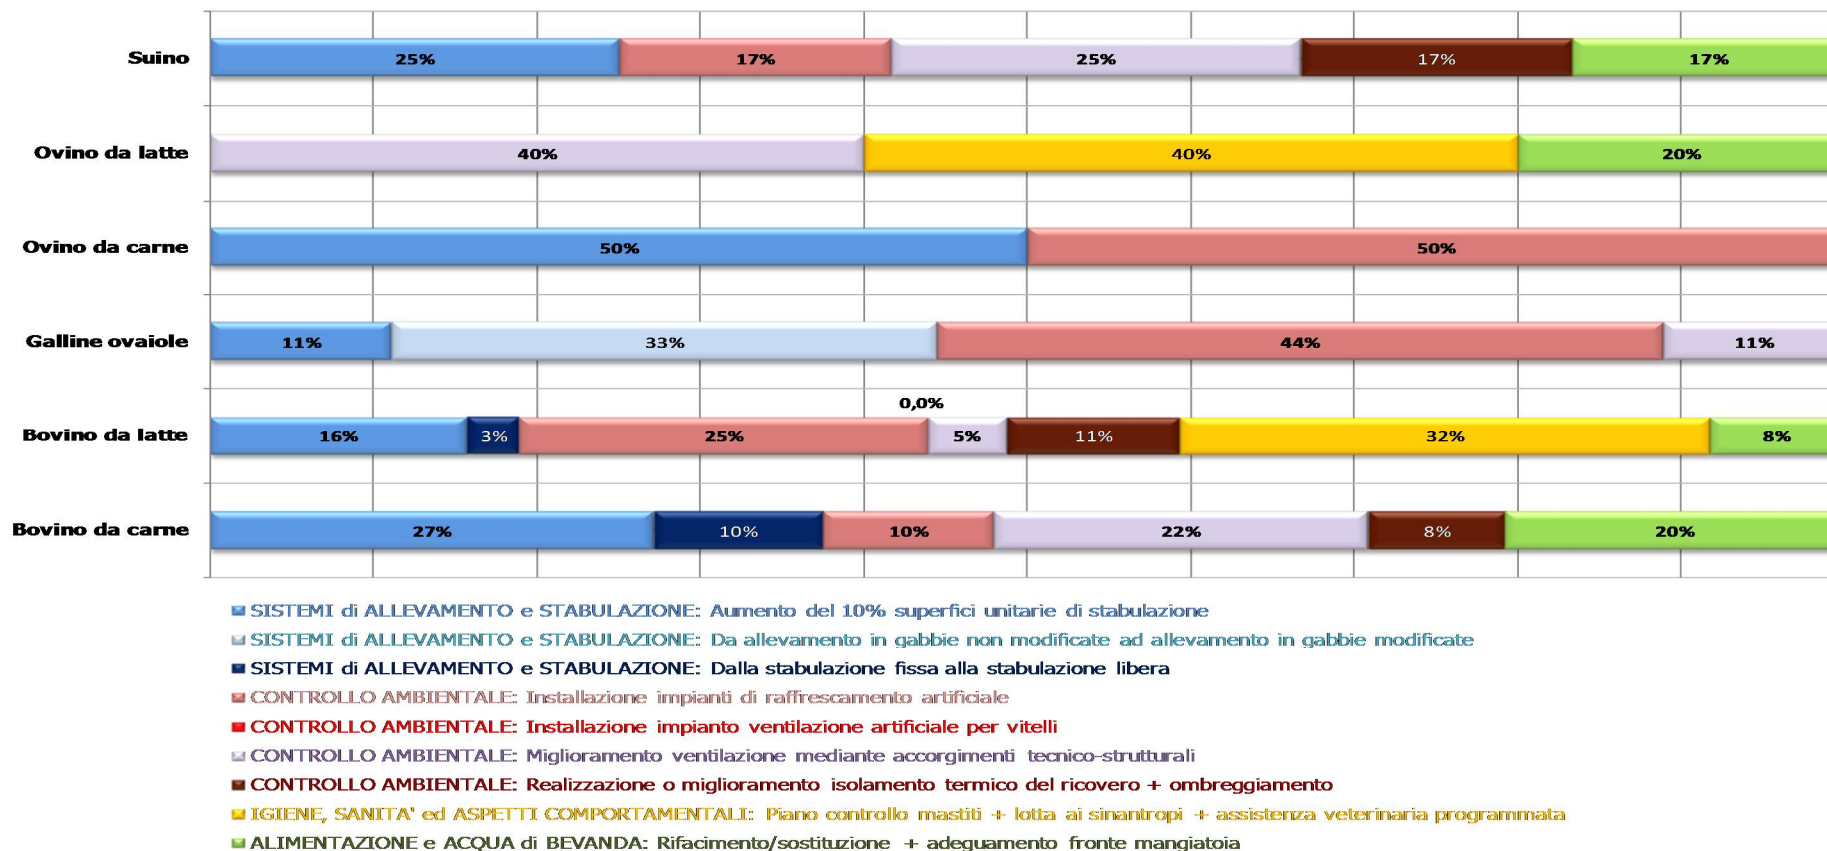 Suino 25% 17% 25% 17% 17%
Ovino da latte 40% 40% 20%
Ovino da carne 50% 50%
Galline ovaiole 11% 33% 44% 11%
0,0%
Bovino da latte 16% 3% 25% 5% 11% 32% 8%
Bovino da carne 27% 10% 10% 22% 8% 20%
SISTEMI di ALLEVAMENTO e STABULAZIONE: Aumento del 10% superfici unitarie di stabulazione
SISTEMI di ALLEVAMENTO e STABULAZIONE: Da allevamento in gabbie non modificate ad allevamento in gabbie modificate
SISTEMI di ALLEVAMENTO e STABULAZIONE: Dalla stabulazione fissa alla stabulazione libera
CONTROLLO AMBIENTALE: Installazione impianti di raffrescamento artificiale
CONTROLLO AMBIENTALE: Installazione impianto ventilazione artificiale per vitelli
CONTROLLO AMBIENTALE: Miglioramento ventilazione mediante accorgimenti tecnico-strutturali
CONTROLLO AMBIENTALE: Realizzazione o miglioramento isolamento termico del ricovero + ombreggiamento
IGIENE, SANITA' ed ASPETTI COMPORTAMENTALI: Piano controllo mastiti + lotta ai sinantropi + assistenza veterinaria programmata
ALIMENTAZIONE e ACQUA di BEVANDA: Rifacimento/sostituzione + adeguamento fronte mangiatoia